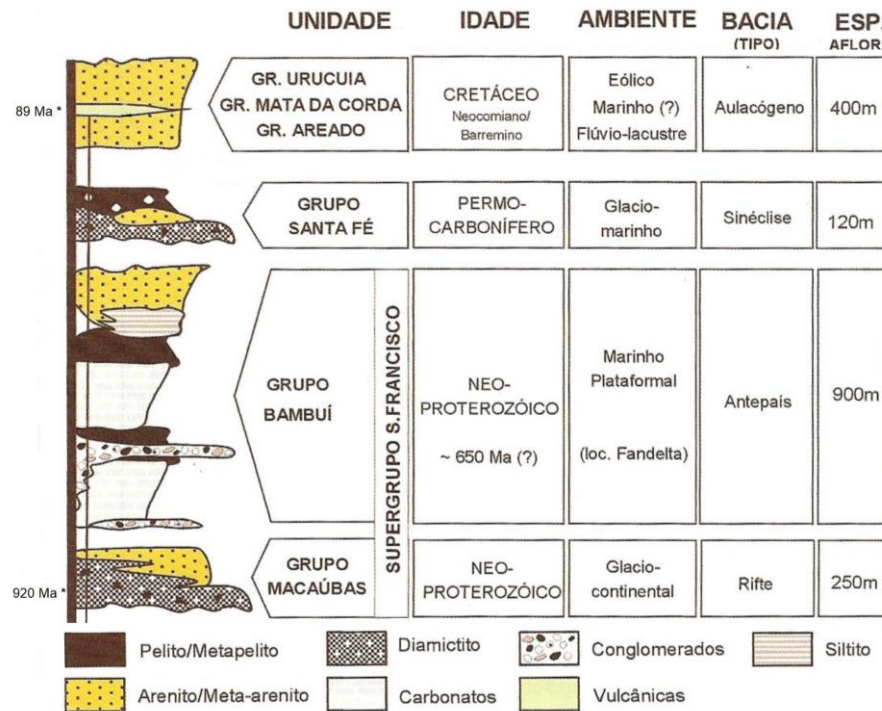 UNIDADE IDADE AMBIENTE BACIA ESP.
(TIPO) AFLOR
89 Ma *
GR. URUCUIA
GR. MATA DA CORDA
GR. AREADO
CRETÁCEO
Neocomiano/
Barremino
Eólico
Marinho (?)
Flúvio-lacustre
Aulacógeno
400m
GRUPO
SANTA FÉ
PERMO-
CARBONÍFERO
Glacio-
marinho
Sinéclise
120m
GRUPO
BAMBUÍ
SUPERGRUPO S.FRANCISCO
NEO-
PROTEROZÓICO
~ 650 Ma (?)
Marinho
Plataformal
(loc. Fandelta)
Antepaís
900m
920 Ma *
GRUPO
MACAÚBAS
NEO-
PROTEROZÓICO
Glacio-
continental
Rifte
250m
Pelito/Metapelito Diamictito Conglomerados Siltito
Arenito/Meta-arenito Carbonatos Vulcânicas